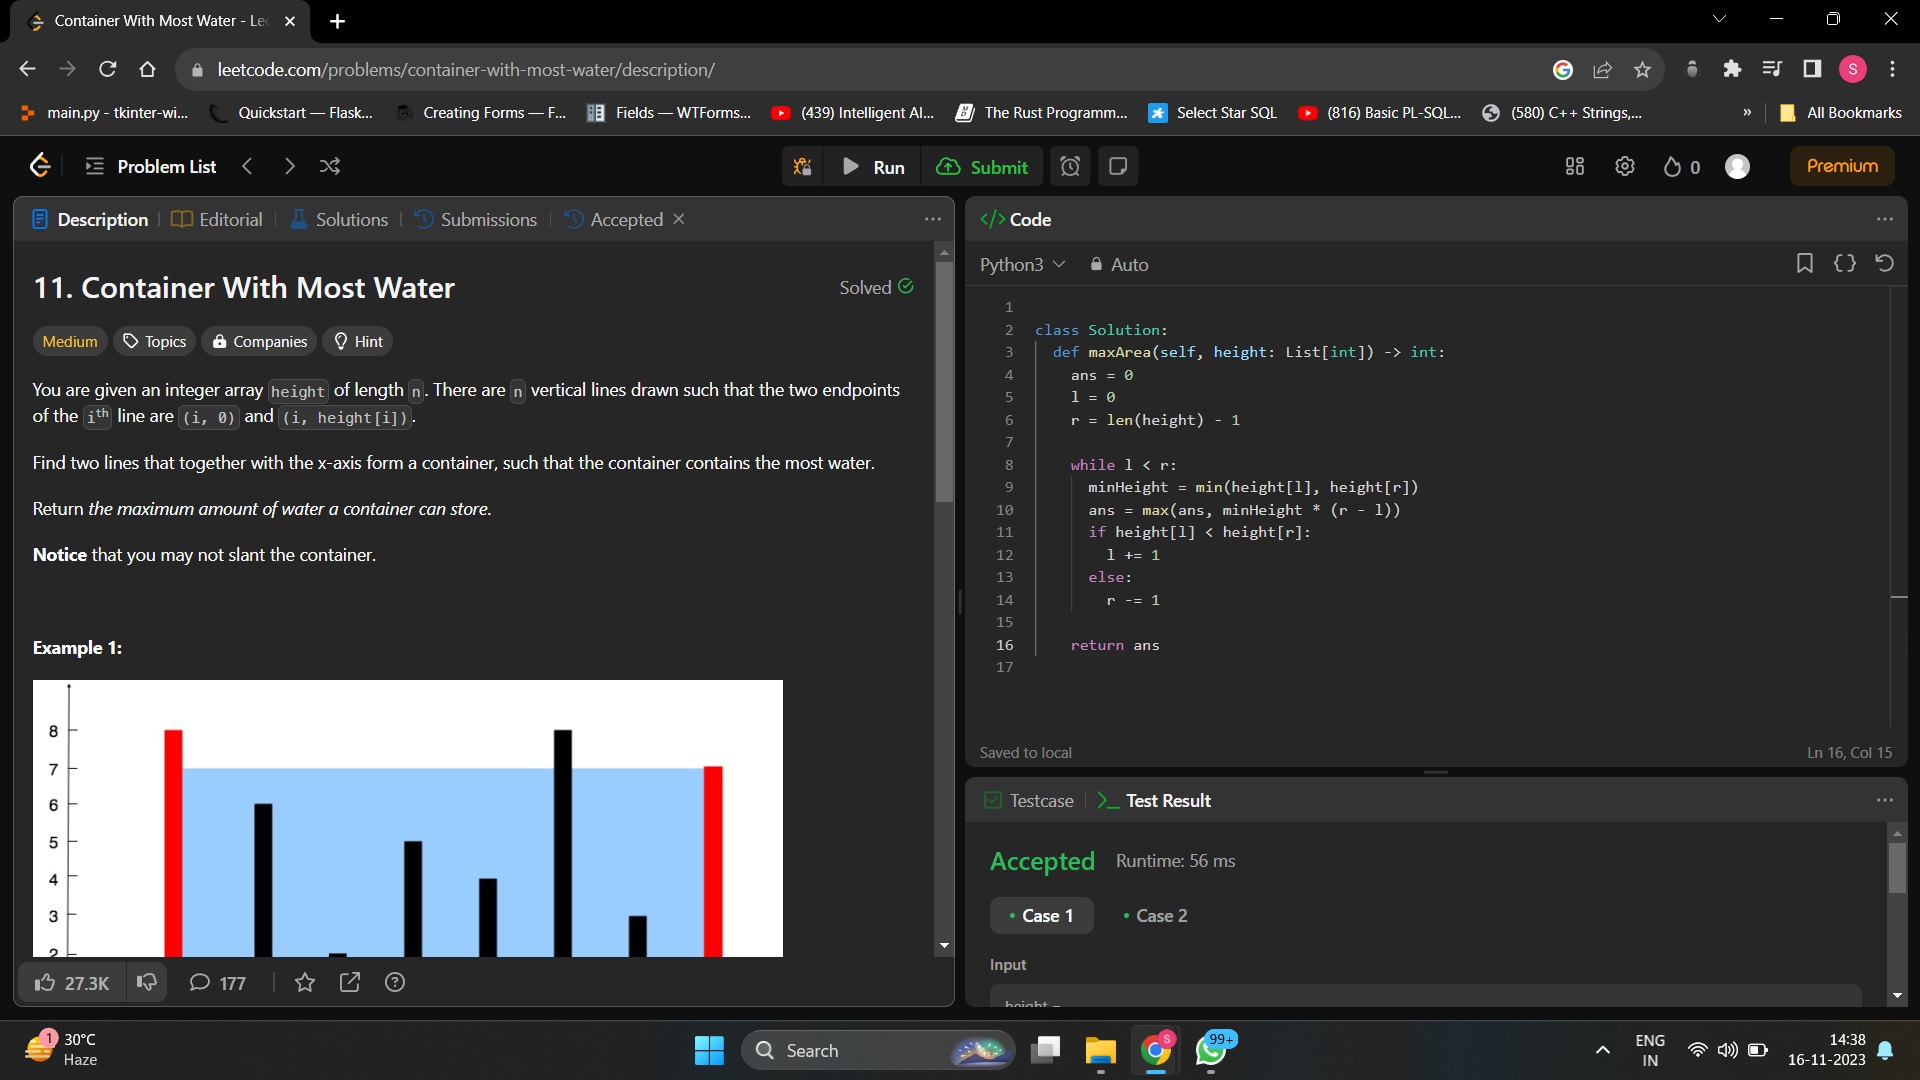 Container With Most Water - Le
leetcode.com/problems/container-with-most-water/description/
S
main.py - tkinter-wi...
Quickstart — Flask...
Creating Forms — F...
Fields — WTForms...
(439) Intelligent Al...
The Rust Programm...
Select Star SQL
(816) Basic PL-SQL...
(580) C++ Strings,...
»
All Bookmarks
Problem List
Run
Submit
0
Premium
Description
Editorial
Solutions
Submissions
Accepted
11. Container With Most Water
Solved
Medium
Topics
Companies
Hint
You are given an integer array height of length n. There are n vertical lines drawn such that the two endpoints
of the ith line are (i, 0) and (i, height[i]).
Find two lines that together with the x-axis form a container, such that the container contains the most water.
Return the maximum amount of water a container can store.
Notice that you may not slant the container.
Example 1:
8
7
6
5
4
3
2
27.3K
177
</> Code
Python3
Auto
1
2 class Solution:
3 def maxArea(self, height: List[int]) -> int:
4 ans = 0
5 l = 0
6 r = len(height) - 1
7
8 while l < r:
9 minHeight = min(height[l], height[r])
10 ans = max(ans, minHeight * (r - l))
11 if height[l] < height[r]:
12 l += 1
13 else:
14 r -= 1
15
16 return ans
17
Saved to local
Ln 16, Col 15
Testcase
Test Result
Accepted
Runtime: 56 ms
Case 1
Case 2
Input
height =
1
30°C
Haze
Search
S
99+
ENG
IN
14:38
16-11-2023